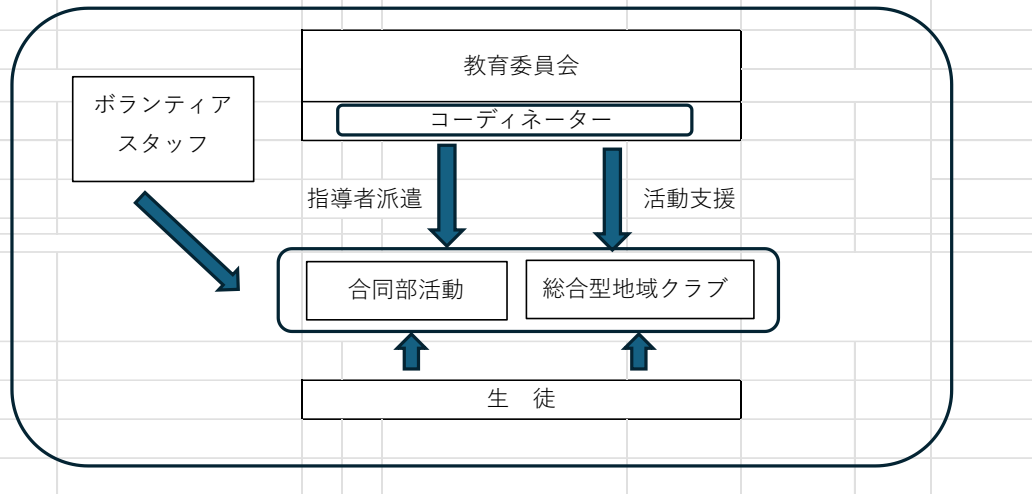 教育委員会
コーディネーター
ボランティア
スタッフ
指導者派遣
活動支援
合同部活動
総合型地域クラブ
生　徒